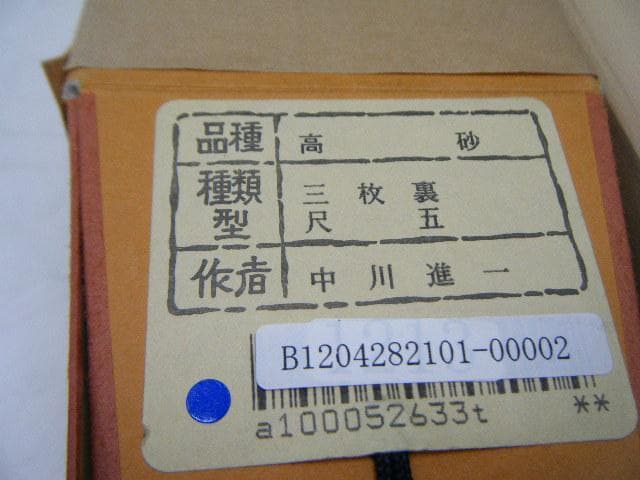 品種 高砂
種類 三枚裏
型 尺五
作者 中川進一
B1204282101-00002
a100052633t **